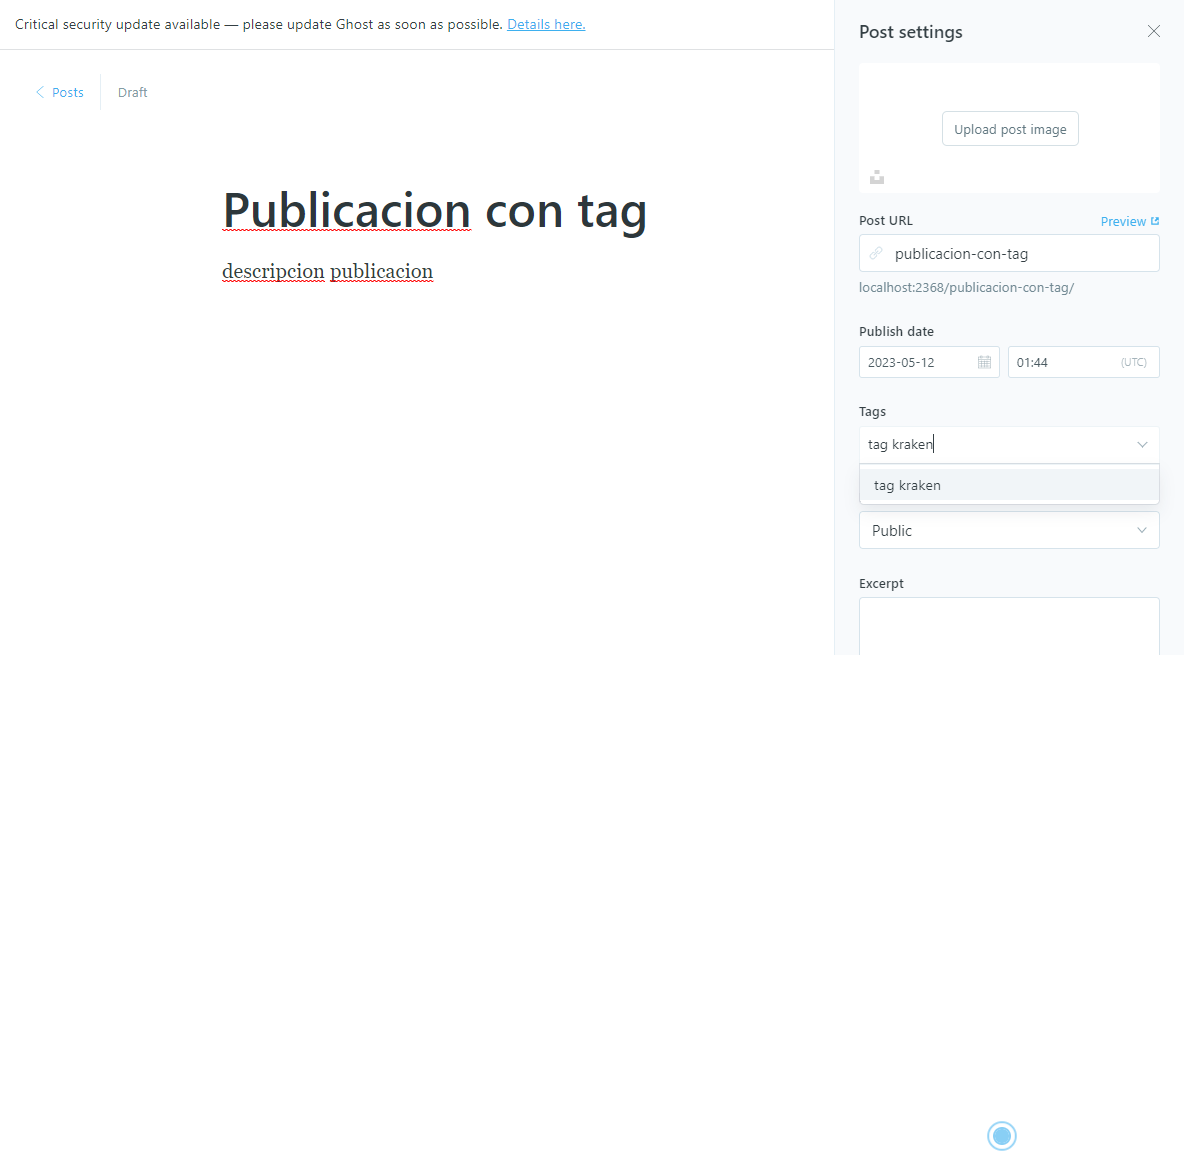 Critical security update available — please update Ghost as soon as possible. Details here.
Posts
Draft
Publicacion con tag
descripcion publicacion
Post settings
Upload post image
Post URL
Preview
publicacion-con-tag
localhost:2368/publicacion-con-tag/
Publish date
2023-05-12
01:44 (UTC)
Tags
tag kraken
tag kraken
Public
Excerpt